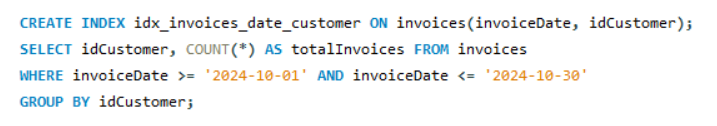 CREATE INDEX idx_invoices_date_customer ON invoices(invoiceDate, idCustomer);
SELECT idCustomer, COUNT(*) AS totalInvoices FROM invoices
WHERE invoiceDate >= '2024-10-01' AND invoiceDate <= '2024-10-30'
GROUP BY idCustomer;